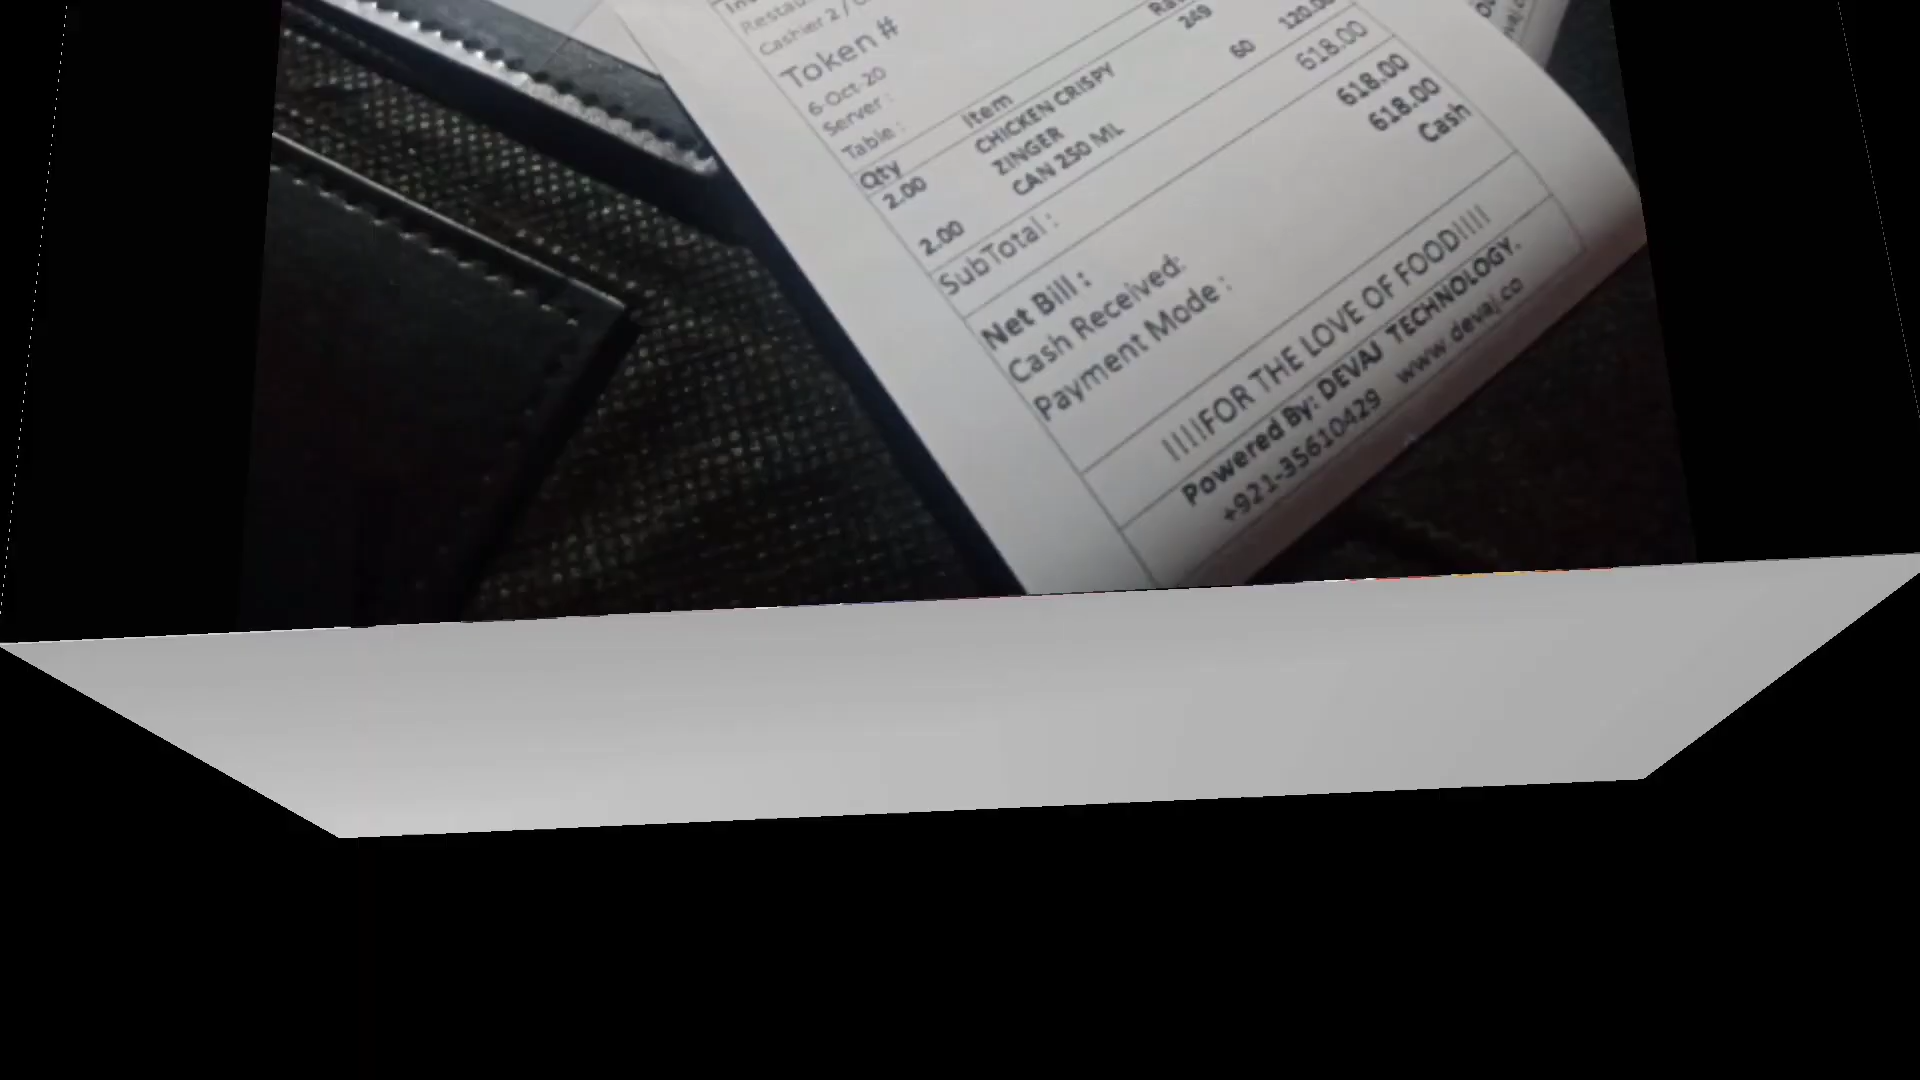 Cashier 2 /
Token #
6-Oct-20
Server :
Table :
Qty Item
2.00 CHICKEN CRISPY 249
ZINGER
2.00 CAN 250 ML 60 120.00
SubTotal : 618.00
Net Bill : 618.00
Cash Received: 618.00
Payment Mode : Cash
||||FOR THE LOVE OF FOOD!||||
Powered By: DEVAJ TECHNOLOGY.
+921-35610429 www.devaj.co